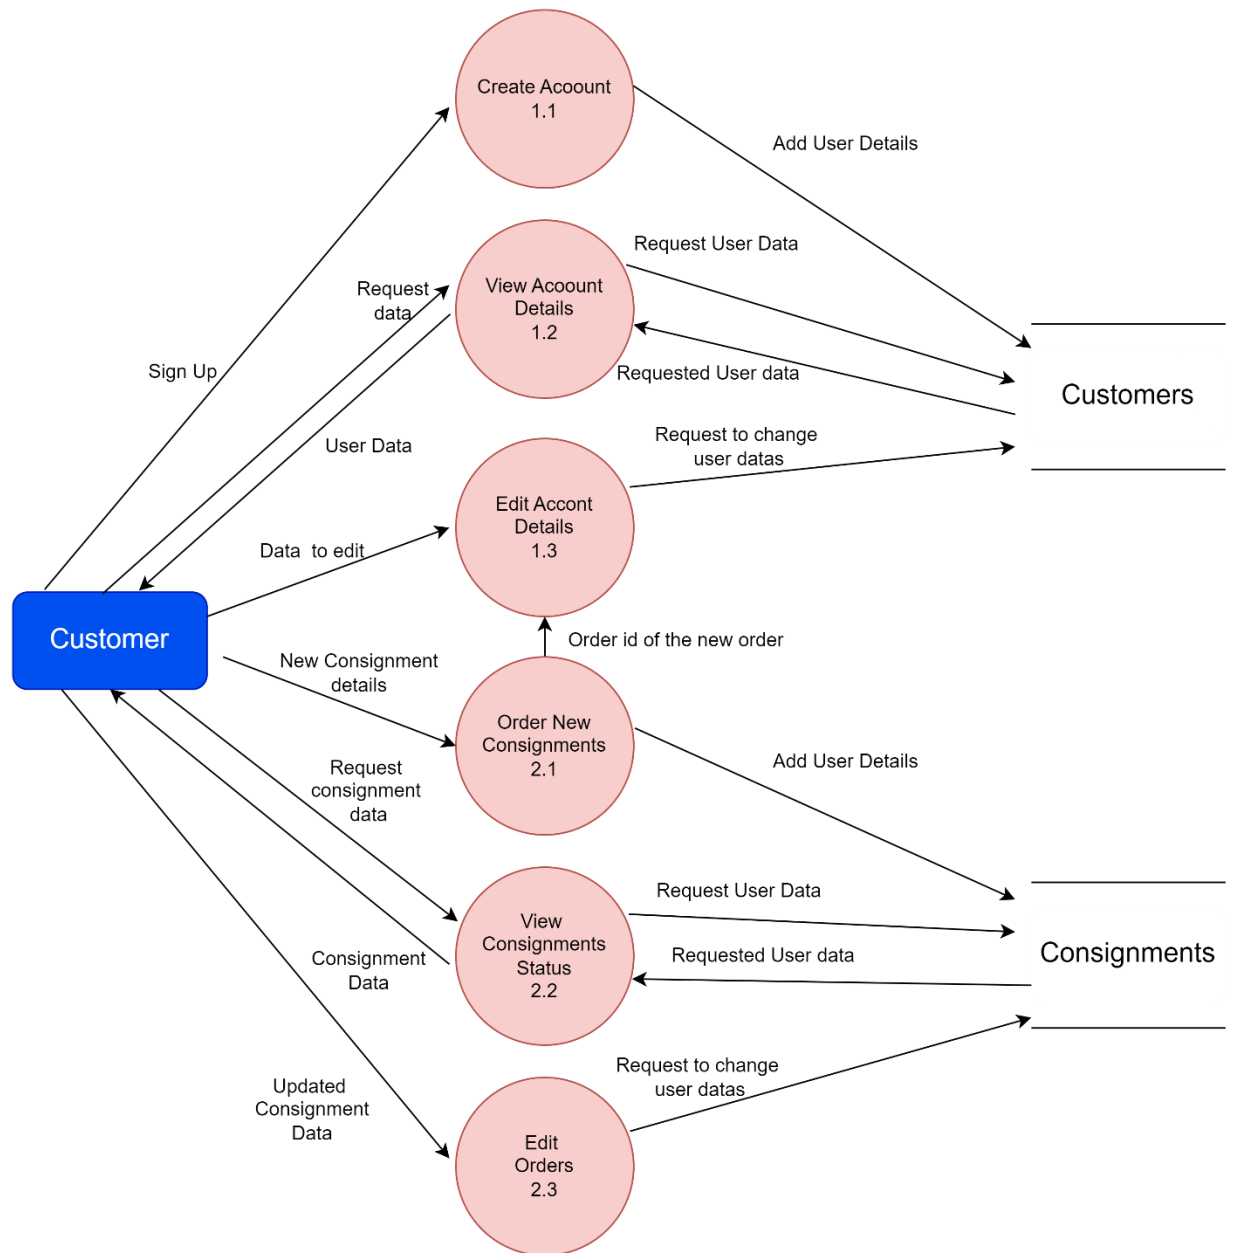 Create Acoount
1.1
Add User Details
Request User Data
Request
data
View Acoount
Details
1.2
Sign Up
Requested User data
Customers
User Data
Request to change
user datas
Edit Accont
Details
1.3
Data  to edit
Customer
Order id of the new order
New Consignment
details
Order New
Consignments
2.1
Add User Details
Request
consignment
data
Request User Data
View
Consignments
Status
2.2
Requested User data
Consignments
Consignment
Data
Request to change
user datas
Updated
Consignment
Data
Edit
Orders
2.3